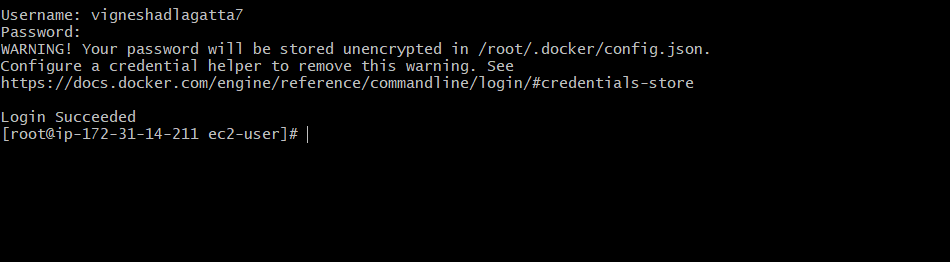 Username: vigneshadlagatta7
Password:
WARNING! Your password will be stored unencrypted in /root/.docker/config.json.
Configure a credential helper to remove this warning. See
https://docs.docker.com/engine/reference/commandline/login/#credentials-store
Login Succeeded
[root@ip-172-31-14-211 ec2-user]#